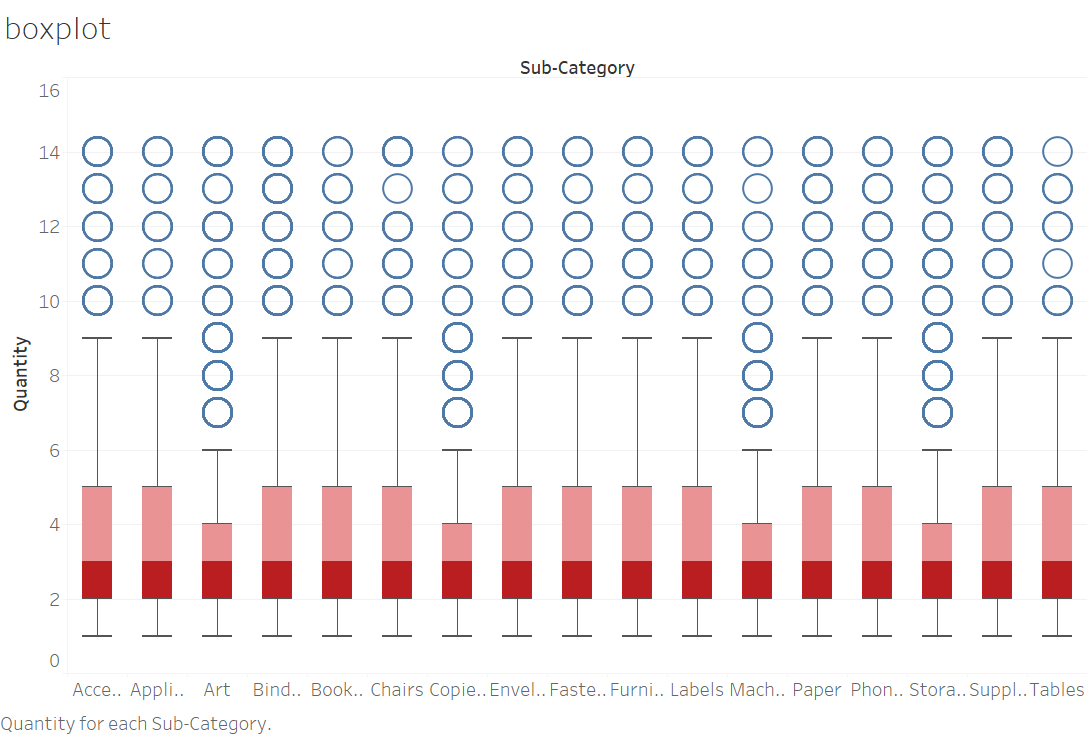 boxplot
Sub-Category
16
14
12
10
8
6
4
2
0
Quantity
Acce.. Appli.. Art Bind.. Book.. Chairs Copie.. Envel.. Faste.. Furni.. Labels Mach.. Paper Phon.. Stora.. Suppl.. Tables
Quantity for each Sub-Category.